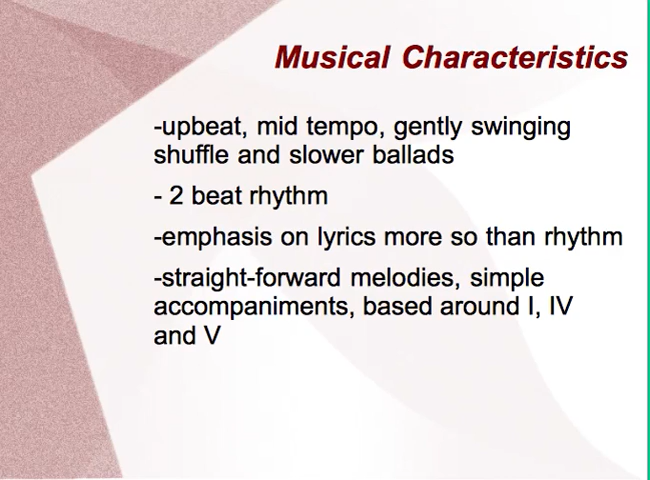 Musical Characteristics
-upbeat, mid tempo, gently swinging
shuffle and slower ballads
- 2 beat rhythm
-emphasis on lyrics more so than rhythm
-straight-forward melodies, simple
accompaniments, based around I, IV
and V